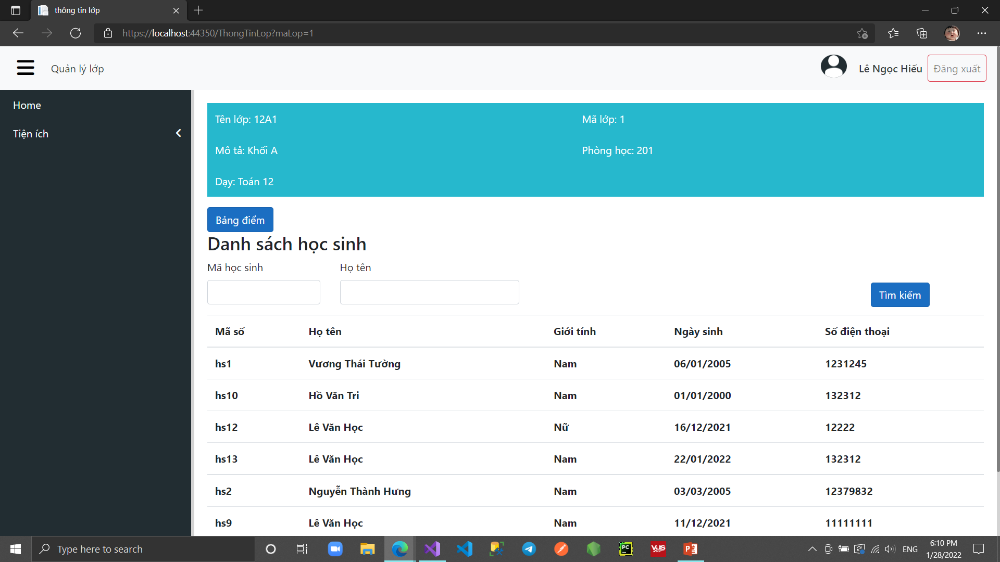 thông tin lớp
https://localhost:44350/ThongTinLop?maLop=1
Quản lý lớp
Lê Ngọc Hiếu Đăng xuất
Home
Tiện ích
Tên lớp: 12A1 Mã lớp: 1
Mô tả: Khối A Phòng học: 201
Dạy: Toán 12
Bảng điểm
Danh sách học sinh
Mã học sinh Họ tên
Tìm kiếm
Mã số Họ tên Giới tính Ngày sinh Số điện thoại
hs1 Vương Thái Tường Nam 06/01/2005 1231245
hs10 Hồ Văn Tri Nam 01/01/2000 132312
hs12 Lê Văn Học Nữ 16/12/2021 12222
hs13 Lê Văn Học Nam 22/01/2022 132312
hs2 Nguyễn Thành Hưng Nam 03/03/2005 12379832
hs9 Lê Văn Học Nam 11/12/2021 11111111
Type here to search
PC
VUS
ENG
6:10 PM
1/28/2022